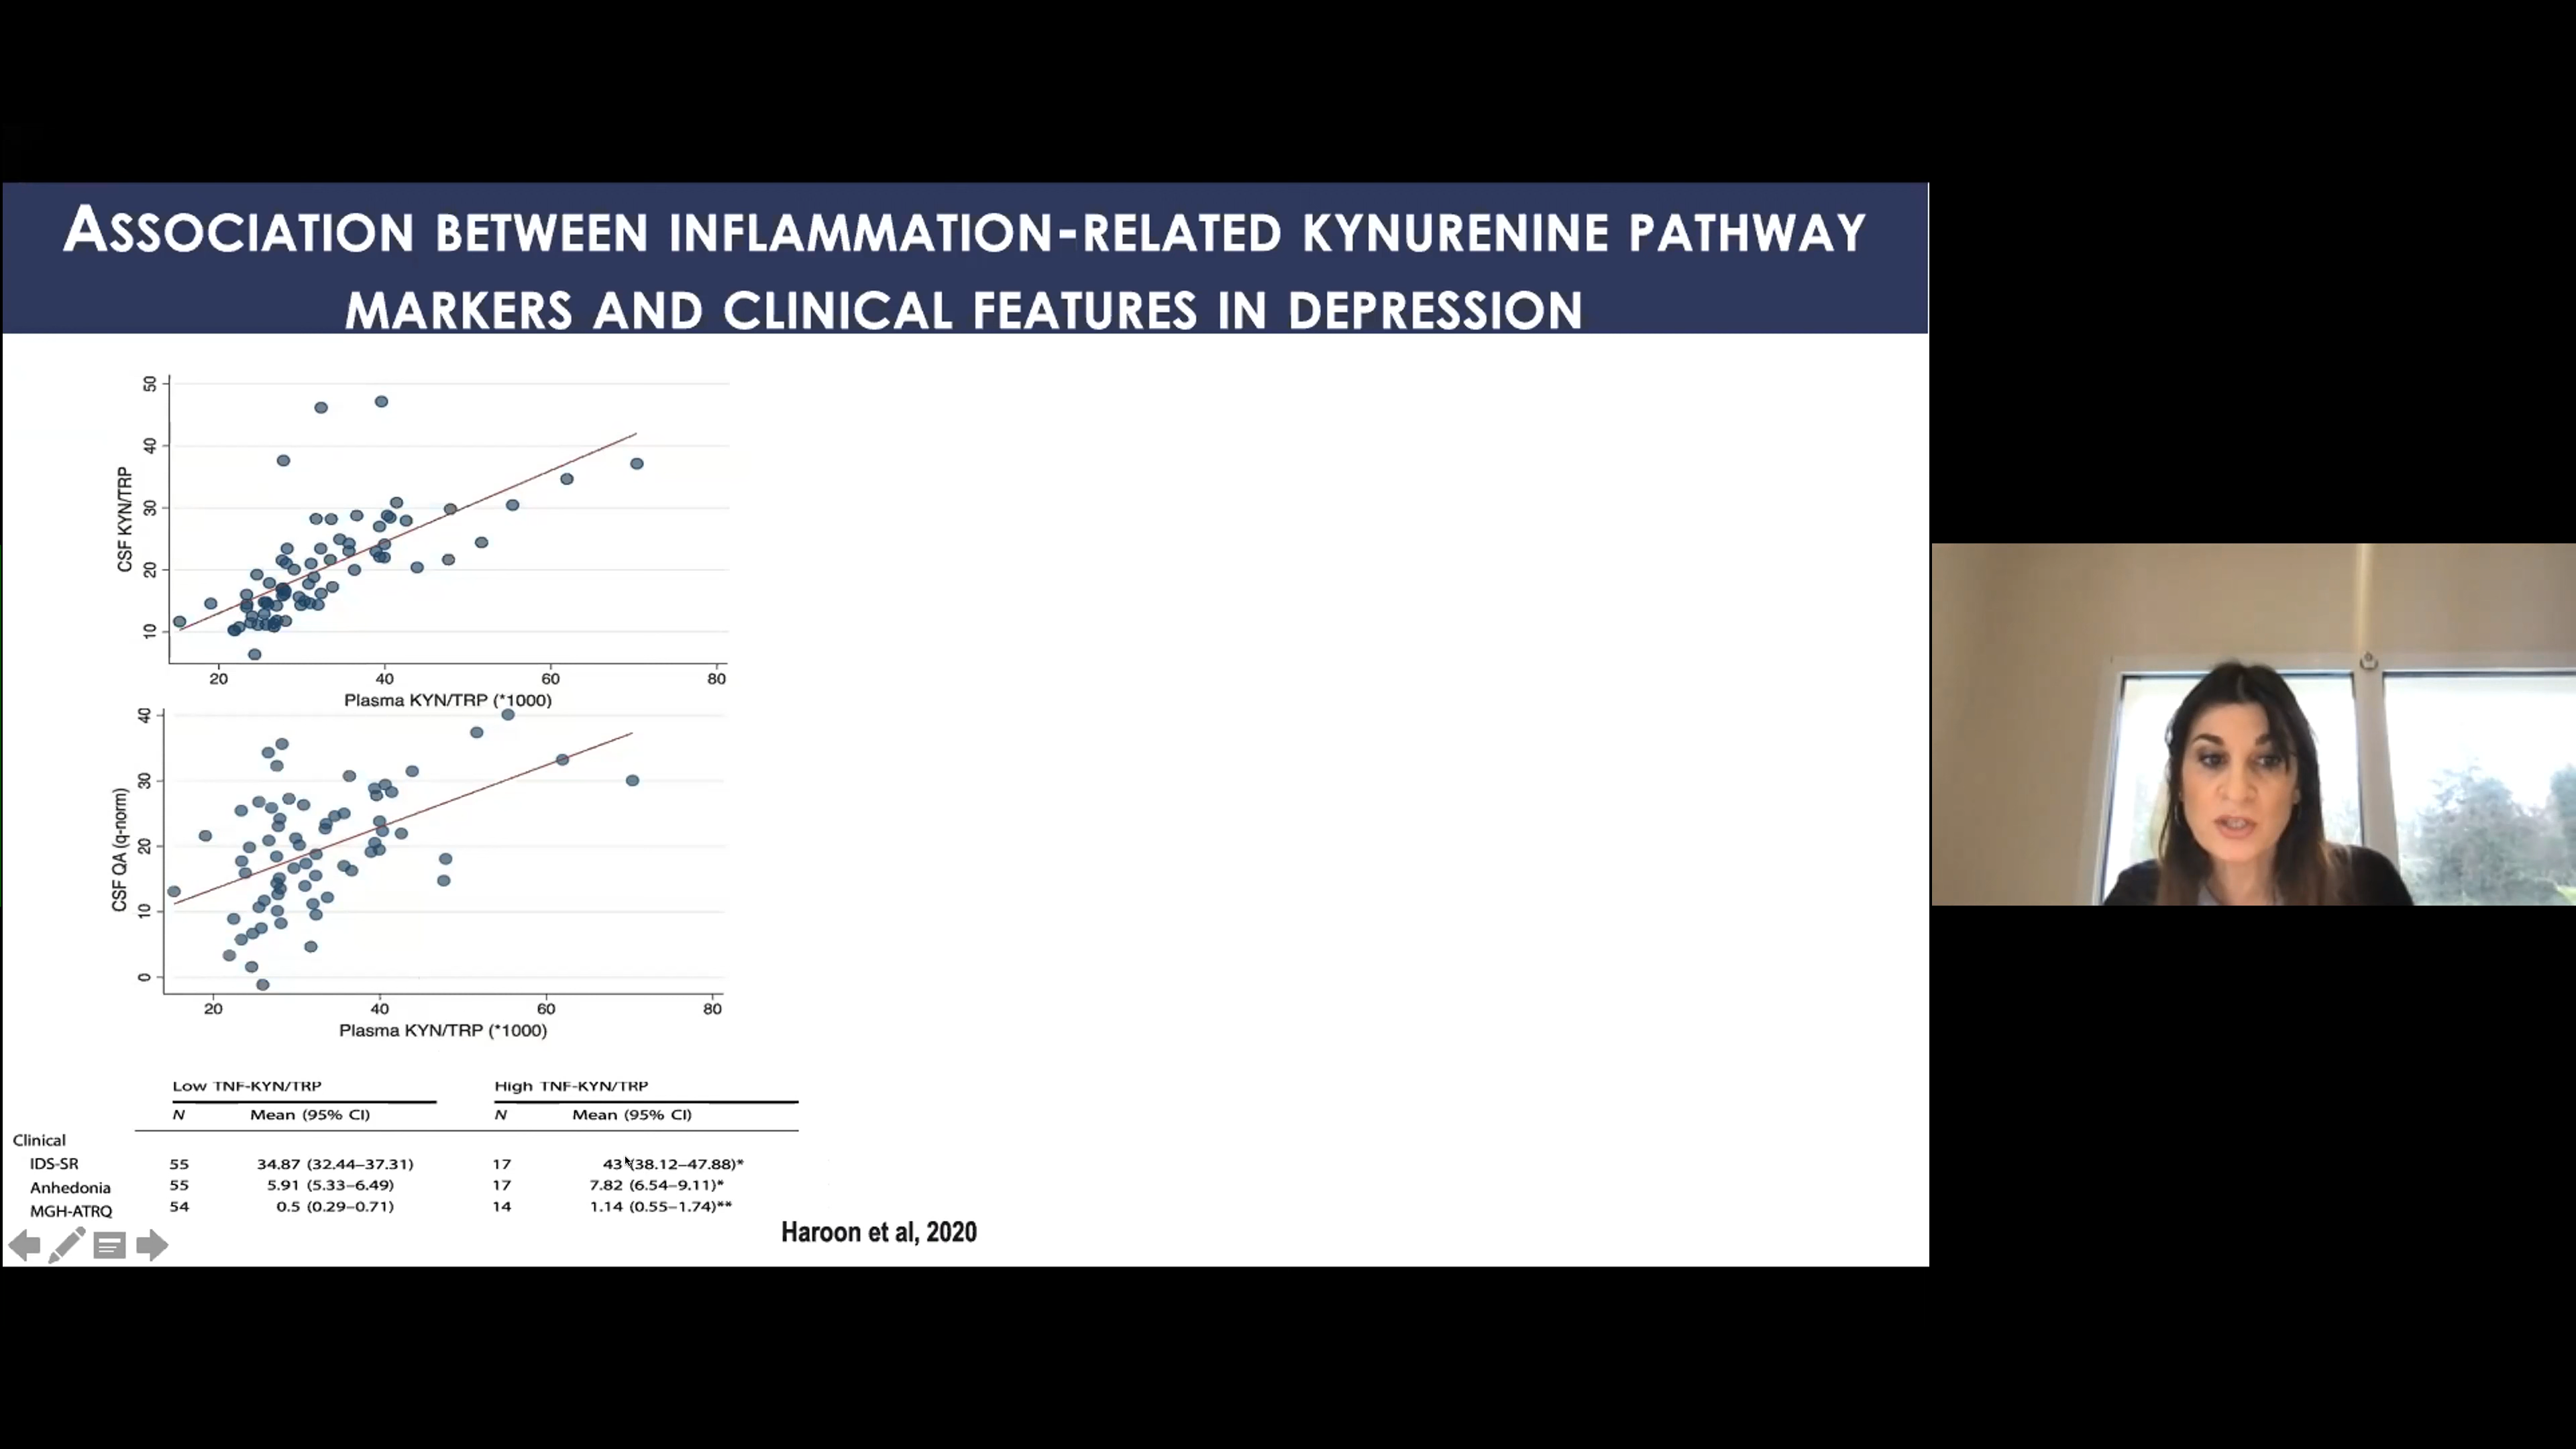 ASSOCIATION BETWEEN INFLAMMATION-RELATED KYNURENINE PATHWAY
MARKERS AND CLINICAL FEATURES IN DEPRESSION
50
40
30
20
10
CSF KYN/TRP
20 40 60 80
Plasma KYN/TRP (*1000)
40
30
20
10
0
CSF QA (q-norm)
20 40 60 80
Plasma KYN/TRP (*1000)
Low TNF-KYN/TRP High TNF-KYN/TRP
N Mean (95% CI) N Mean (95% CI)
Clinical
IDS-SR 55 34.87 (32.44–37.31) 17 43 (38.12–47.88)*
Anhedonia 55 5.91 (5.33–6.49) 17 7.82 (6.54–9.11)*
MGH-ATRQ 54 0.5 (0.29–0.71) 14 1.14 (0.55–1.74)**
Haroon et al, 2020